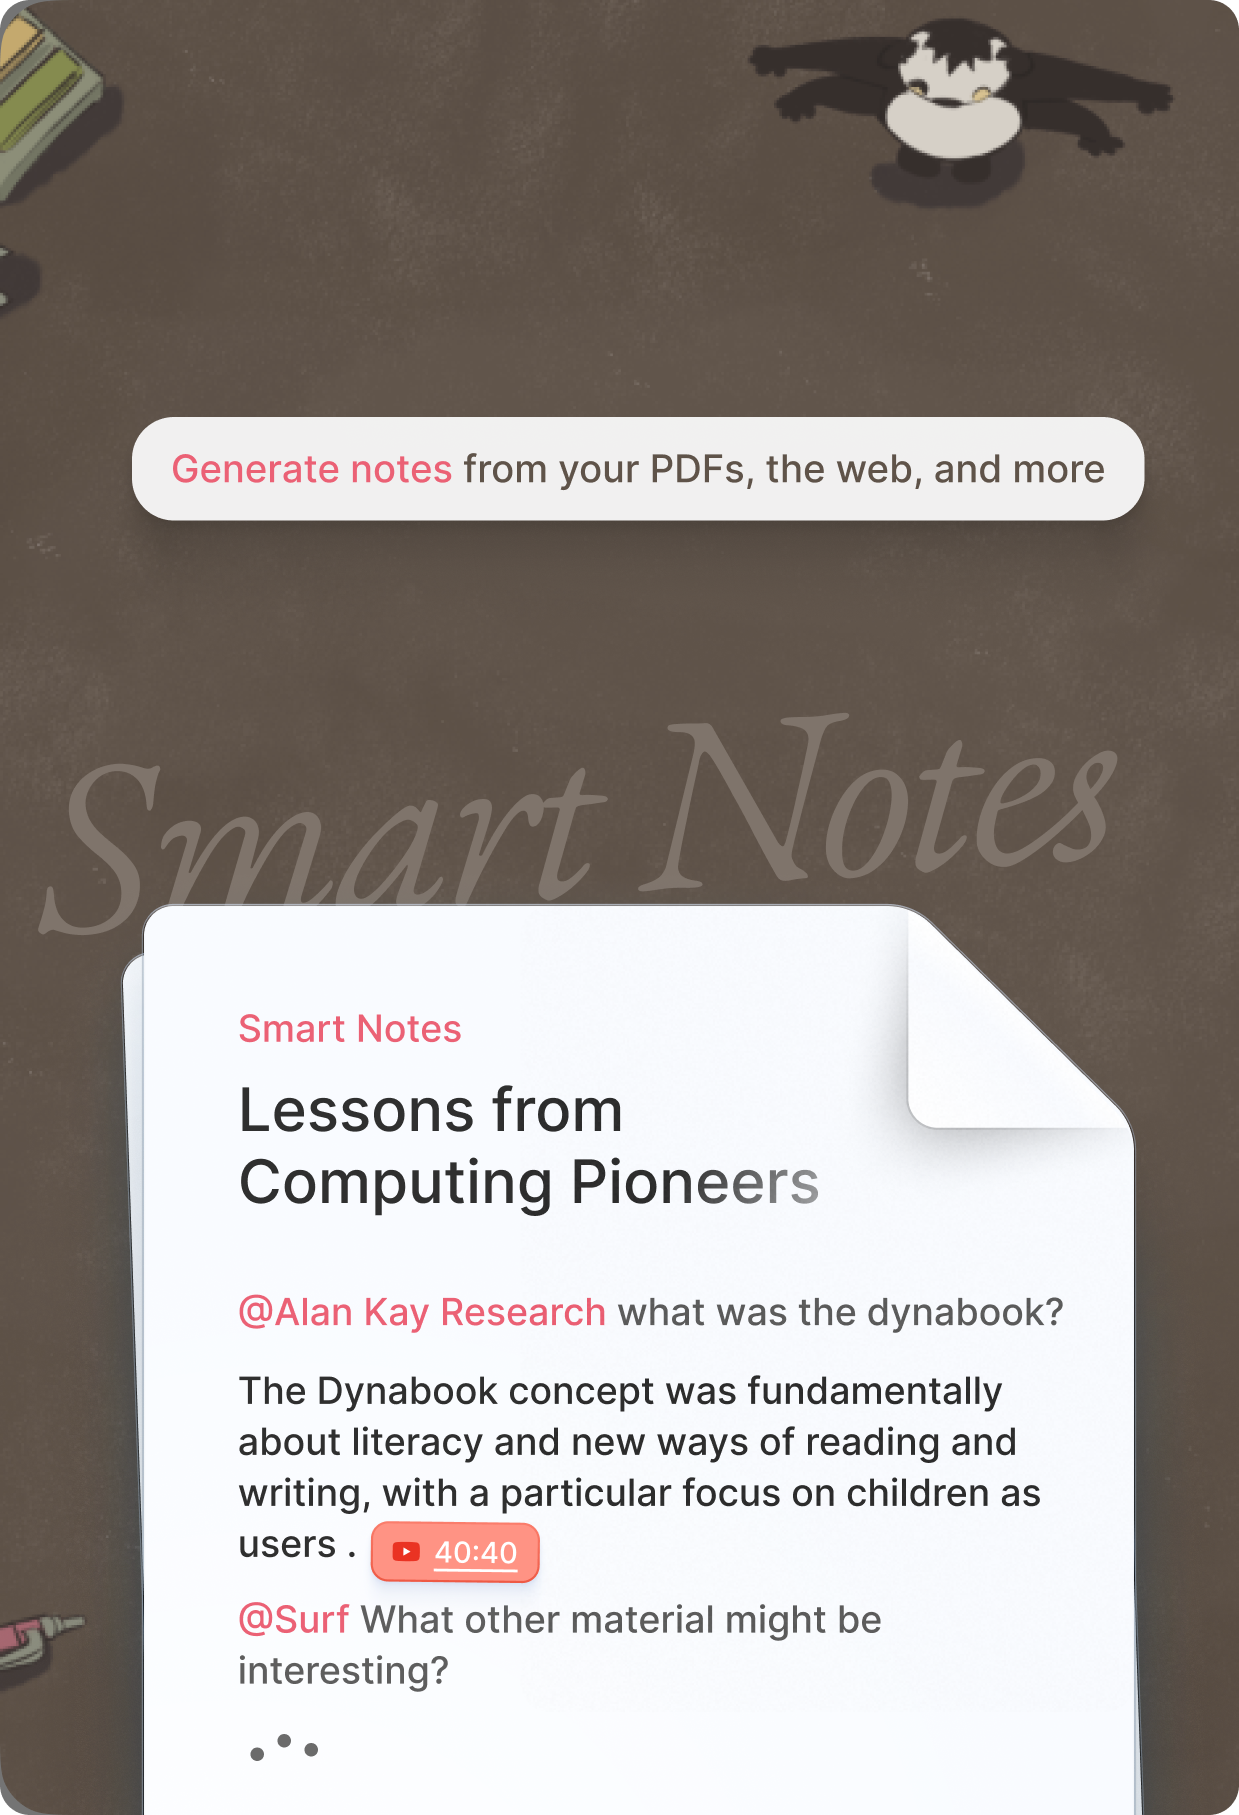 Generate notes from your PDFs, the web, and more
Smart Notes
Smart Notes
Lessons from
Computing Pioneers
@Alan Kay Research what was the dynabook?
The Dynabook concept was fundamentally
about literacy and new ways of reading and
writing, with a particular focus on children as
users . 40:40
@Surf What other material might be
interesting?